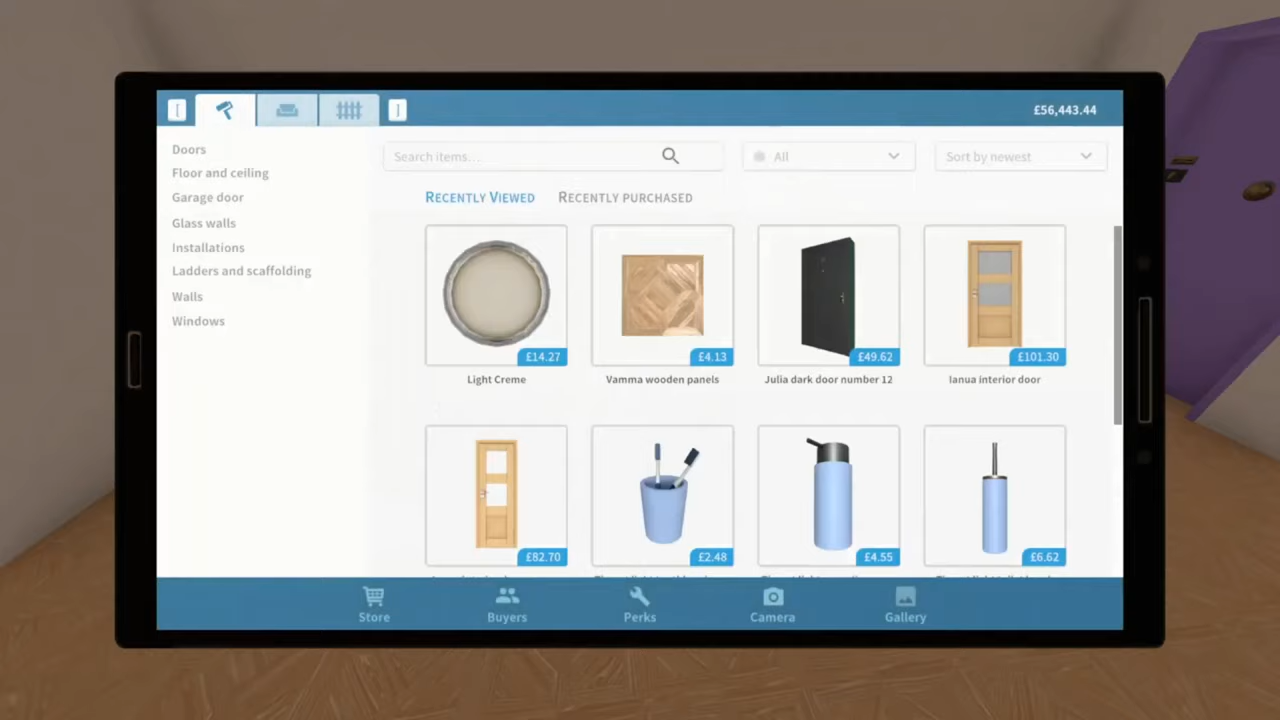 [ ] £56,443.44
Doors
Floor and ceiling
Garage door
Glass walls
Installations
Ladders and scaffolding
Walls
Windows
Search items.... All Sort by newest
RECENTLY VIEWED RECENTLY PURCHASED
£14.27 £4.13 £49.62 £101.30
Light Creme Vamma wooden panels Julia dark door number 12 Ianua interior door
£82.70 £2.48 £4.55 £6.62
Store Buyers Perks Camera Gallery